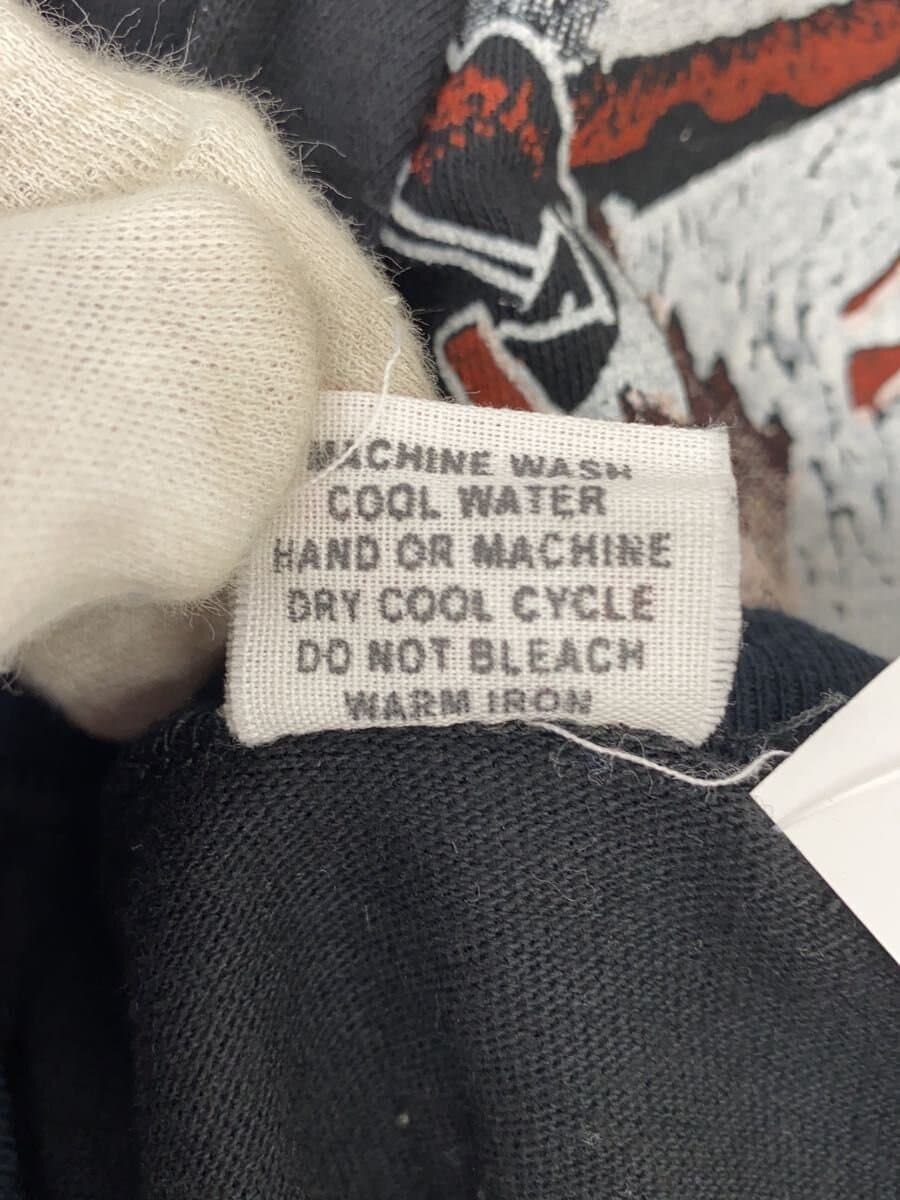 MACHINE WASH
COOL WATER
HAND OR MACHINE
DRY COOL CYCLE
DO NOT BLEACH
WARM IRON